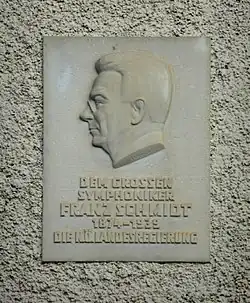 DEM GROSSEN
SYMPHONIKER
FRANZ SCHMIDT
1874-1939
DIE NÖ LANDESREGIERUNG